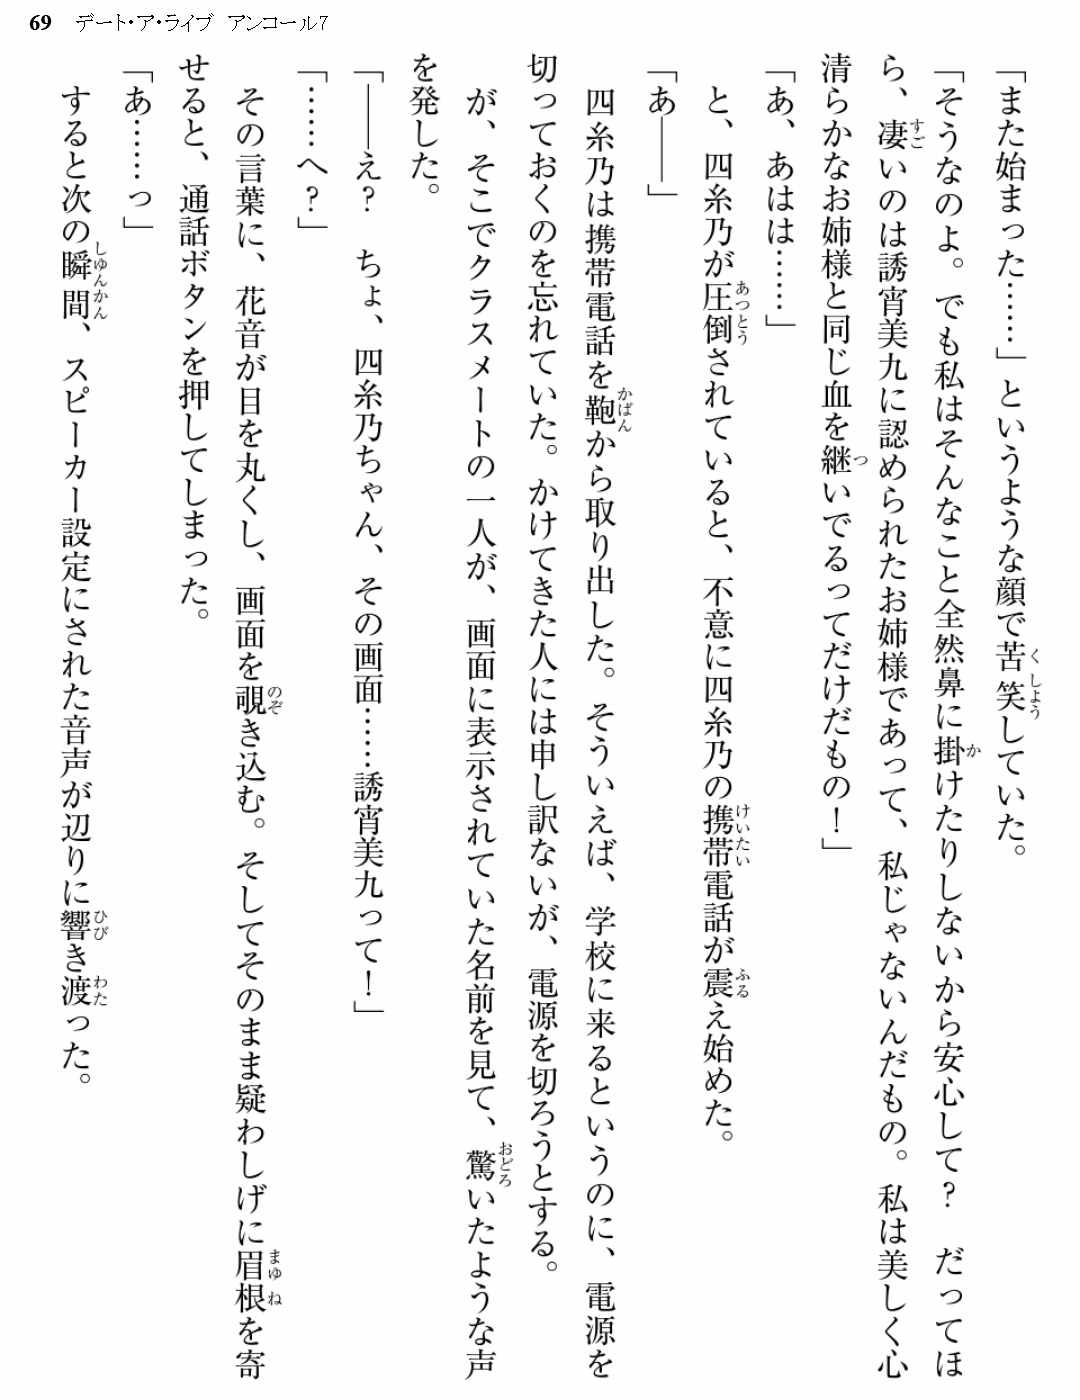 69 デート・ア・ライブ アンコール7
「また始まった……」というような顔で苦笑していた。
「そうなのよ。でも私はそんなこと全然鼻に掛けたりしないから安心して？　だってほ
ら、凄いのは誘宵美九に認められたお姉様であって、私じゃないんだもの。私は美しく心
清らかなお姉様と同じ血を継いでるってだけだもの！」
「あ、あはは……」
と、四糸乃が圧倒されていると、不意に四糸乃の携帯電話が震え始めた。
「あ――」
四糸乃は携帯電話を鞄から取り出した。そういえば、学校に来るというのに、電源を
切っておくのを忘れていた。かけてきた人には申し訳ないが、電源を切ろうとする。
が、そこでクラスメートの一人が、画面に表示されていた名前を見て、驚いたような声
を発した。
「――え？　ちょ、四糸乃ちゃん、その画面……誘宵美九って！」
「……へ？」
その言葉に、花音が目を丸くし、画面を覗き込む。そしてそのまま疑わしげに眉根を寄
せると、通話ボタンを押してしまった。
「あ……っ」
すると次の瞬間、スピーカー設定にされた音声が辺りに響き渡った。